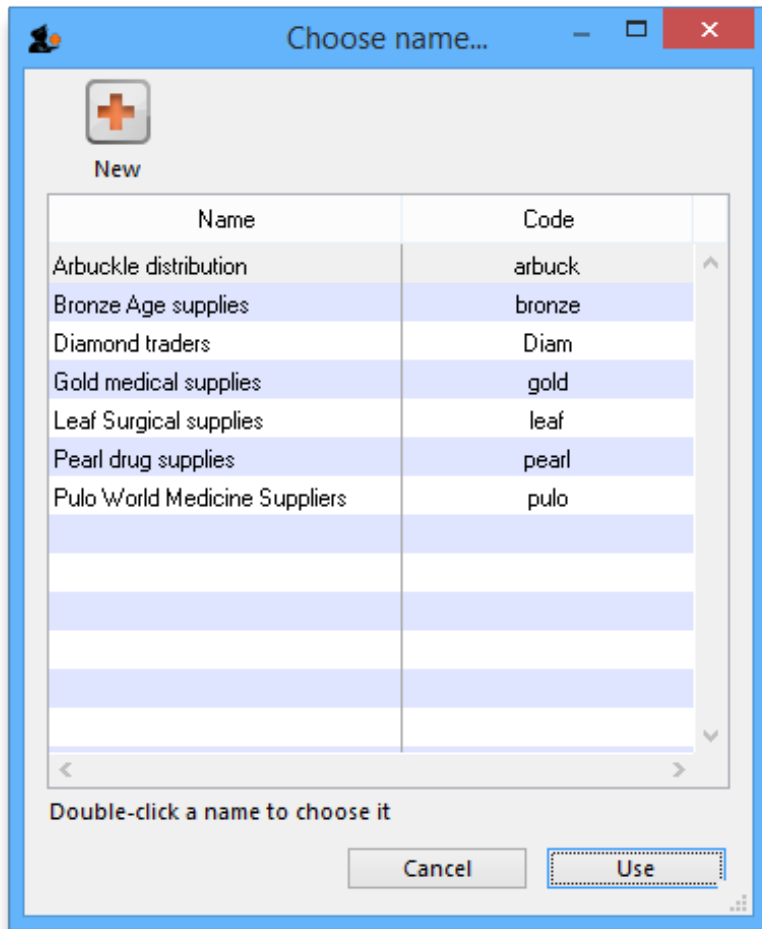 Choose name...
New
Name Code
Arbuckle distribution arbuck
Bronze Age supplies bronze
Diamond traders Diam
Gold medical supplies gold
Leaf Surgical supplies leaf
Pearl drug supplies pearl
Pulo World Medicine Suppliers pulo
Double-click a name to choose it
Cancel Use